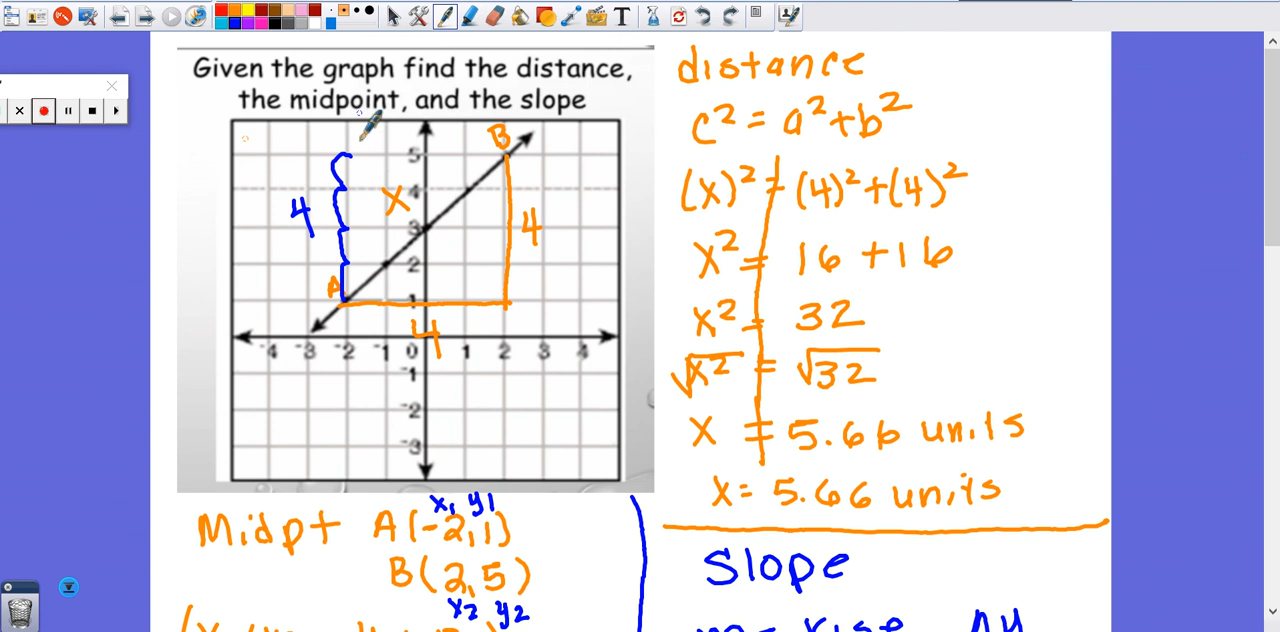 Given the graph find the distance,
the midpoint, and the slope
B
5
4
X
4
4
3
2
A
1
4
-4 -3 -2 -1 0 1 2 3 4
-1
-2
-3
distance
c² = a² + b²
(x)² = (4)² + (4)²
x² = 16 + 16
x² = 32
√x² = √32
x = 5.66 units
x = 5.66 units
Midpt A(-2,1)
x₁ y1
B(2,5)
x2 y2
Slope
rise